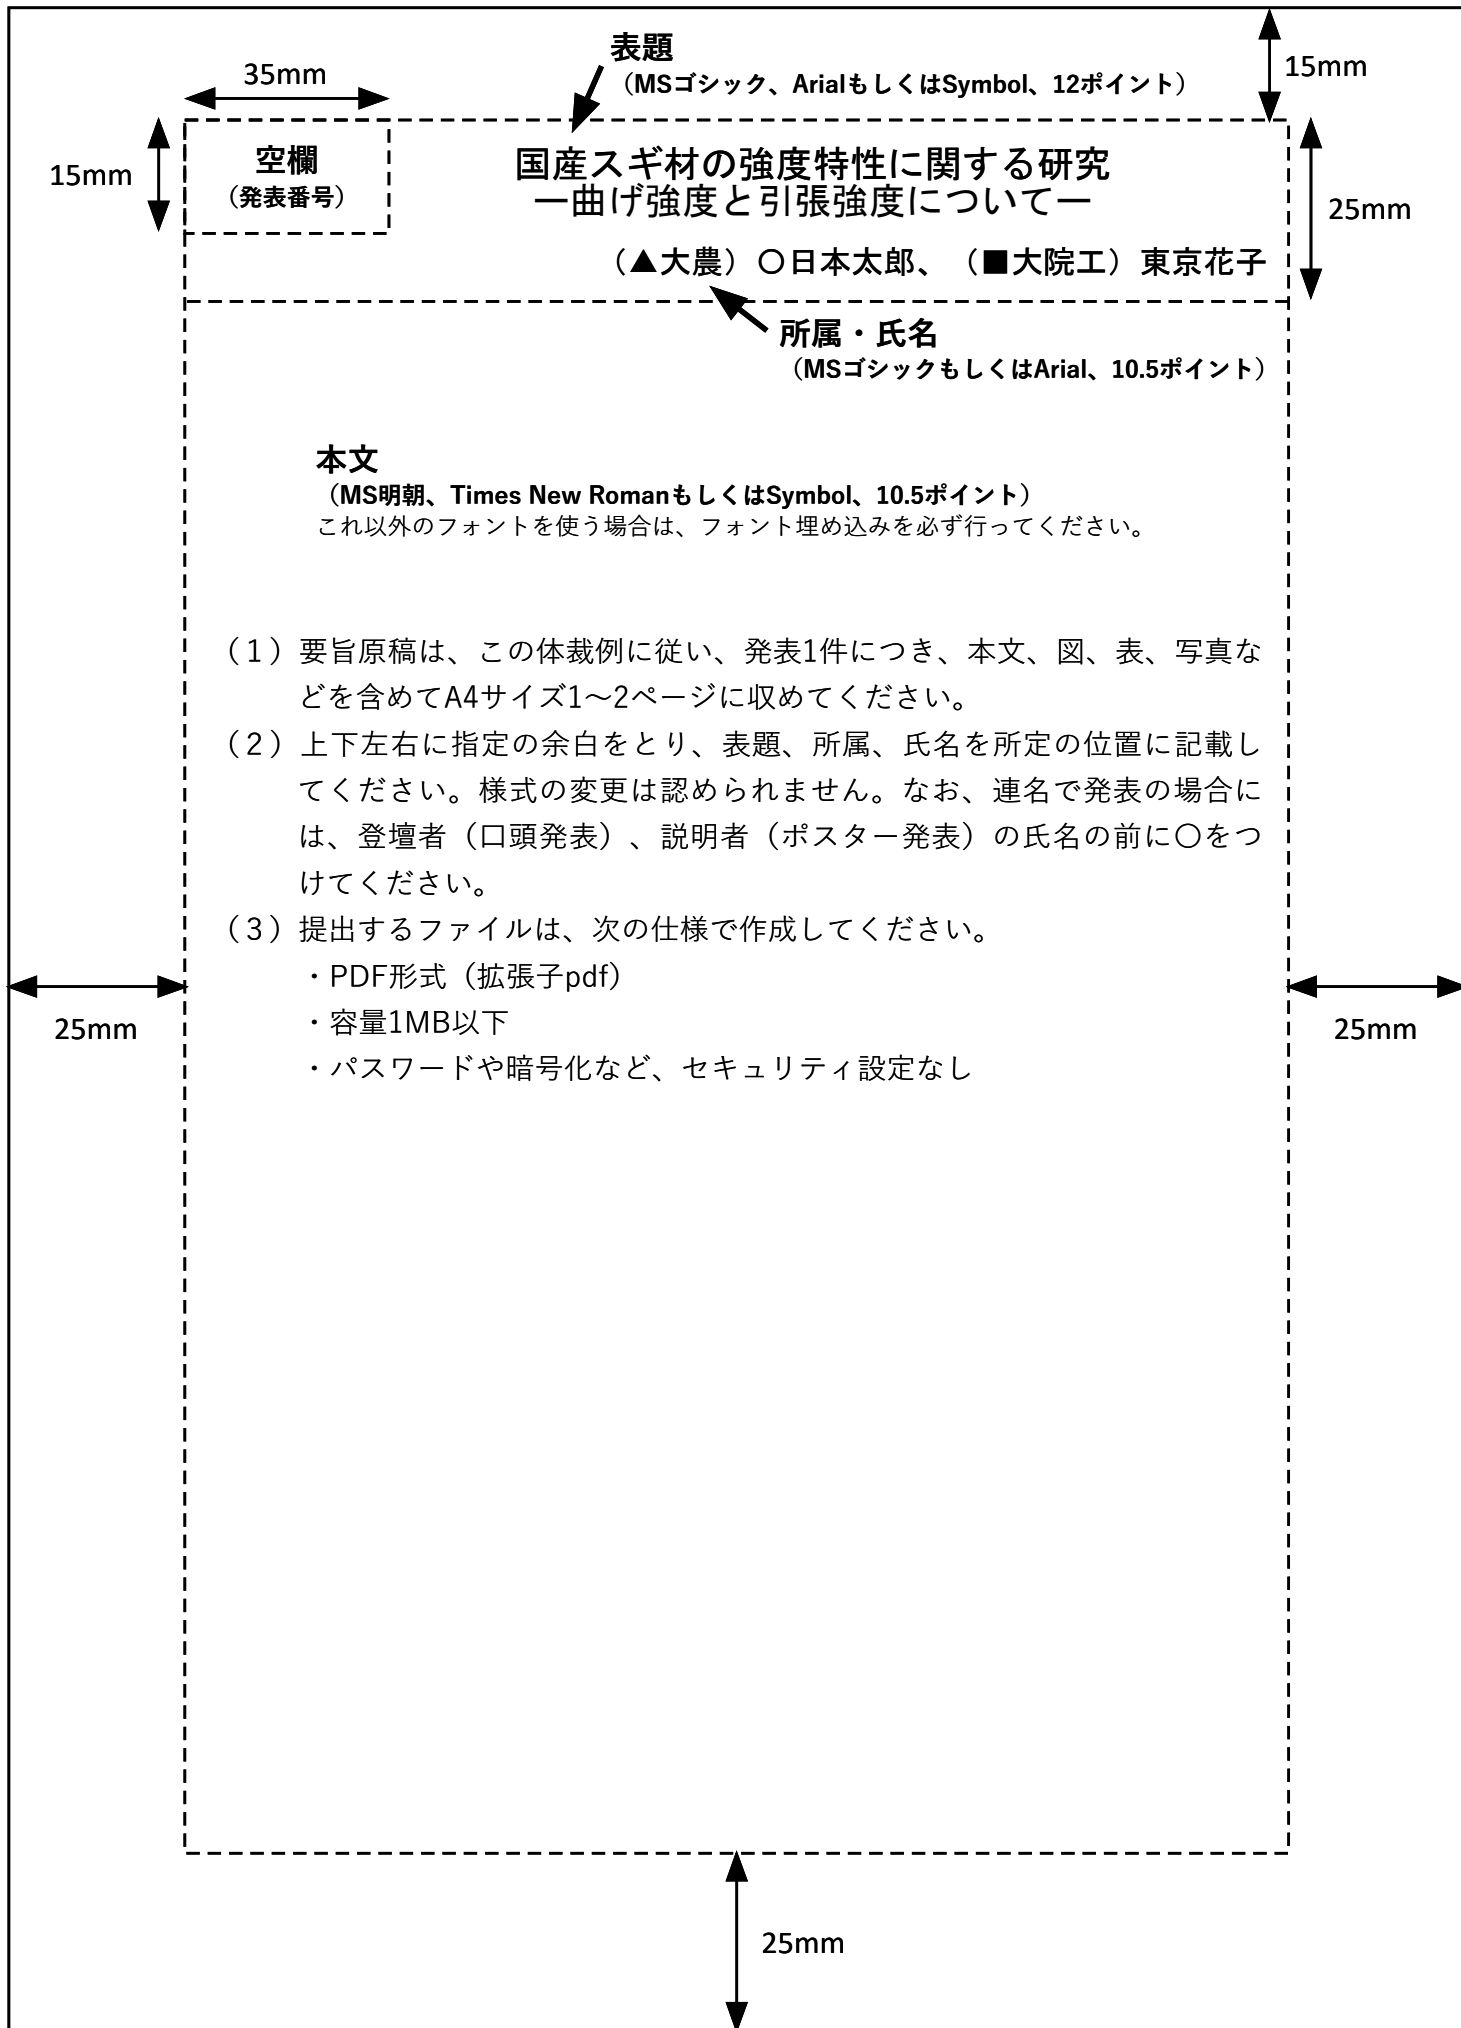 表題
（MSゴシック、ArialもしくはSymbol、12ポイント）
35mm
15mm
15mm
空欄
（発表番号）
国産スギ材の強度特性に関する研究
ー曲げ強度と引張強度についてー
25mm
（▲大農）〇日本太郎、（■大院工）東京花子
所属・氏名
（MSゴシックもしくはArial、10.5ポイント）
本文
（MS明朝、Times New RomanもしくはSymbol、10.5ポイント）
これ以外のフォントを使う場合は、フォント埋め込みを必ず行ってください。
（1）要旨原稿は、この体裁例に従い、発表1件につき、本文、図、表、写真な
どを含めてA4サイズ1～2ページに収めてください。
（2）上下左右に指定の余白をとり、表題、所属、氏名を所定の位置に記載し
てください。様式の変更は認められません。なお、連名で発表の場合に
は、登壇者（口頭発表）、説明者（ポスター発表）の氏名の前に〇をつ
けてください。
（3）提出するファイルは、次の仕様で作成してください。
・PDF形式（拡張子pdf）
・容量1MB以下
・パスワードや暗号化など、セキュリティ設定なし
25mm
25mm
25mm